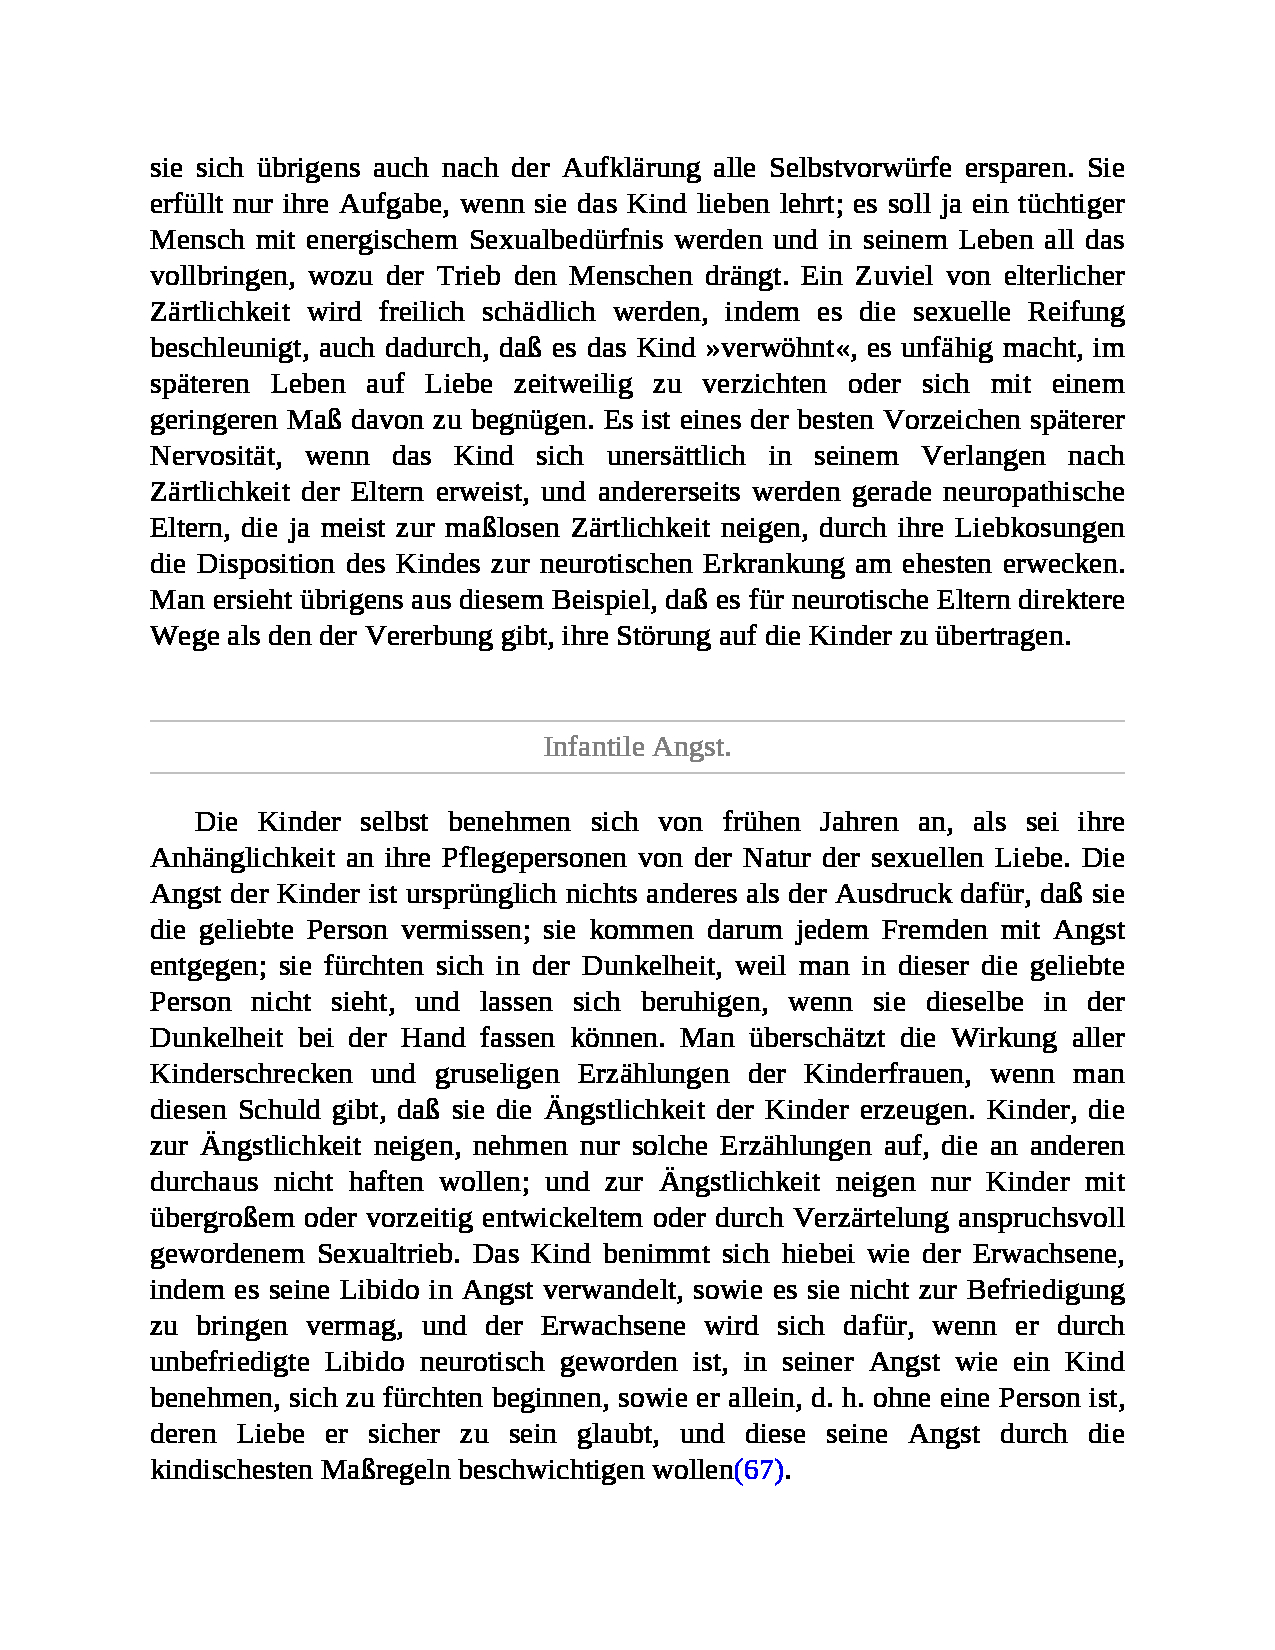 sie sich übrigens auch nach der Aufklärung alle Selbstvorwürfe ersparen. Sie
erfüllt nur ihre Aufgabe, wenn sie das Kind lieben lehrt; es soll ja ein tüchtiger
Mensch mit energischem Sexualbedürfnis werden und in seinem Leben all das
vollbringen, wozu der Trieb den Menschen drängt. Ein Zuviel von elterlicher
Zärtlichkeit wird freilich schädlich werden, indem es die sexuelle Reifung
beschleunigt, auch dadurch, daß es das Kind »verwöhnt«, es unfähig macht, im
späteren Leben auf Liebe zeitweilig zu verzichten oder sich mit einem
geringeren Maß davon zu begnügen. Es ist eines der besten Vorzeichen späterer
Nervosität, wenn das Kind sich unersättlich in seinem Verlangen nach
Zärtlichkeit der Eltern erweist, und andererseits werden gerade neuropathische
Eltern, die ja meist zur maßlosen Zärtlichkeit neigen, durch ihre Liebkosungen
die Disposition des Kindes zur neurotischen Erkrankung am ehesten erwecken.
Man ersieht übrigens aus diesem Beispiel, daß es für neurotische Eltern direktere
Wege als den der Vererbung gibt, ihre Störung auf die Kinder zu übertragen.
Infantile Angst.
Die Kinder selbst benehmen sich von frühen Jahren an, als sei ihre
Anhänglichkeit an ihre Pflegepersonen von der Natur der sexuellen Liebe. Die
Angst der Kinder ist ursprünglich nichts anderes als der Ausdruck dafür, daß sie
die geliebte Person vermissen; sie kommen darum jedem Fremden mit Angst
entgegen; sie fürchten sich in der Dunkelheit, weil man in dieser die geliebte
Person nicht sieht, und lassen sich beruhigen, wenn sie dieselbe in der
Dunkelheit bei der Hand fassen können. Man überschätzt die Wirkung aller
Kinderschrecken und gruseligen Erzählungen der Kinderfrauen, wenn man
diesen Schuld gibt, daß sie die Ängstlichkeit der Kinder erzeugen. Kinder, die
zur Ängstlichkeit neigen, nehmen nur solche Erzählungen auf, die an anderen
durchaus nicht haften wollen; und zur Ängstlichkeit neigen nur Kinder mit
übergroßem oder vorzeitig entwickeltem oder durch Verzärtelung anspruchsvoll
gewordenem Sexualtrieb. Das Kind benimmt sich hiebei wie der Erwachsene,
indem es seine Libido in Angst verwandelt, sowie es sie nicht zur Befriedigung
zu bringen vermag, und der Erwachsene wird sich dafür, wenn er durch
unbefriedigte Libido neurotisch geworden ist, in seiner Angst wie ein Kind
benehmen, sich zu fürchten beginnen, sowie er allein, d. h. ohne eine Person ist,
deren Liebe er sicher zu sein glaubt, und diese seine Angst durch die
kindischesten Maßregeln beschwichtigen wollen(67).